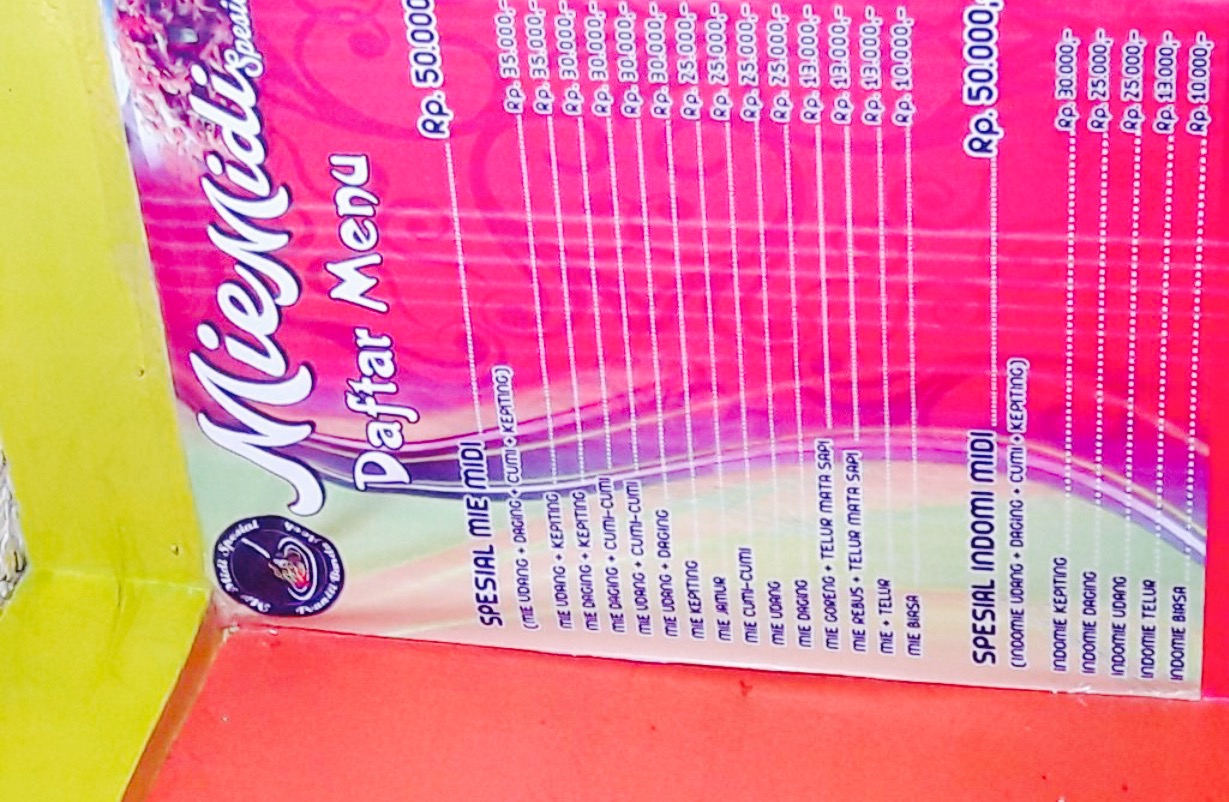 Mie Midi Spesi
Daftar Menu
SPESIAL MIE MIDI Rp. 50.000
(MIE UDANG + DAGING + CUMI + KEPITING)
MIE UDANG + KEPITING Rp. 35.000,-
MIE DAGING + KEPITING Rp. 35.000,-
MIE DAGING + CUMI-CUMI Rp. 30.000,-
MIE UDANG + CUMI-CUMI Rp. 30.000,-
MIE UDANG + DAGING Rp. 30.000,-
MIE KEPITING Rp. 30.000,-
MIE JAMUR Rp. 25.000,-
MIE CUMI-CUMI Rp. 25.000,-
MIE UDANG Rp. 25.000,-
MIE DAGING Rp. 25.000,-
MIE GORENG + TELUR MATA SAPI Rp. 13.000,-
MIE REBUS + TELUR MATA SAPI Rp. 13.000,-
MIE + TELUR Rp. 13.000,-
MIE BIASA Rp. 10.000,-
SPESIAL INDOMI MIDI Rp. 50.000,
(INDOMIE UDANG + DAGING + CUMI + KEPITING)
INDOMIE KEPITING Rp. 30.000,-
INDOMIE DAGING Rp. 25.000,-
INDOMIE UDANG Rp. 25.000,-
INDOMIE TELUR Rp. 13.000,-
INDOMIE BIASA Rp. 10.000,-